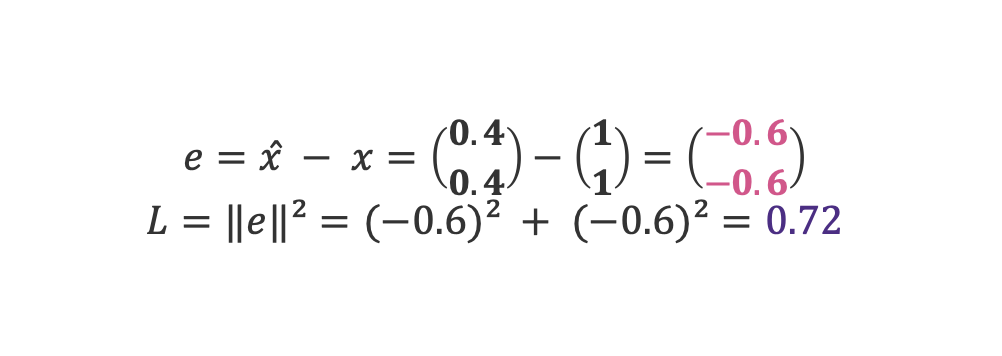 e = x̂ − x = (0.4 0.4) − (1 1) = (−0.6 −0.6)
L = ‖e‖² = (−0.6)² + (−0.6)² = 0.72